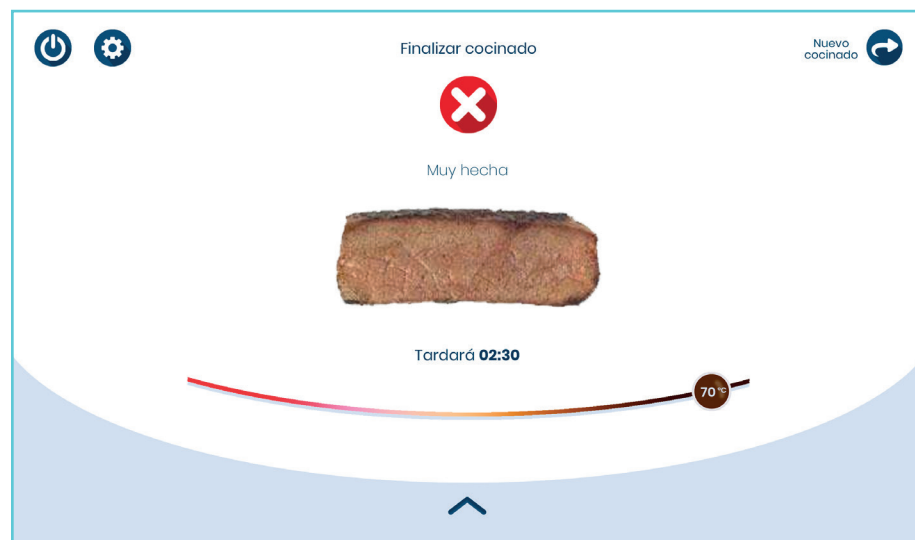 Finalizar cocinado
Nuevo
cocinado
Muy hecha
Tardará 02:30
70 °C